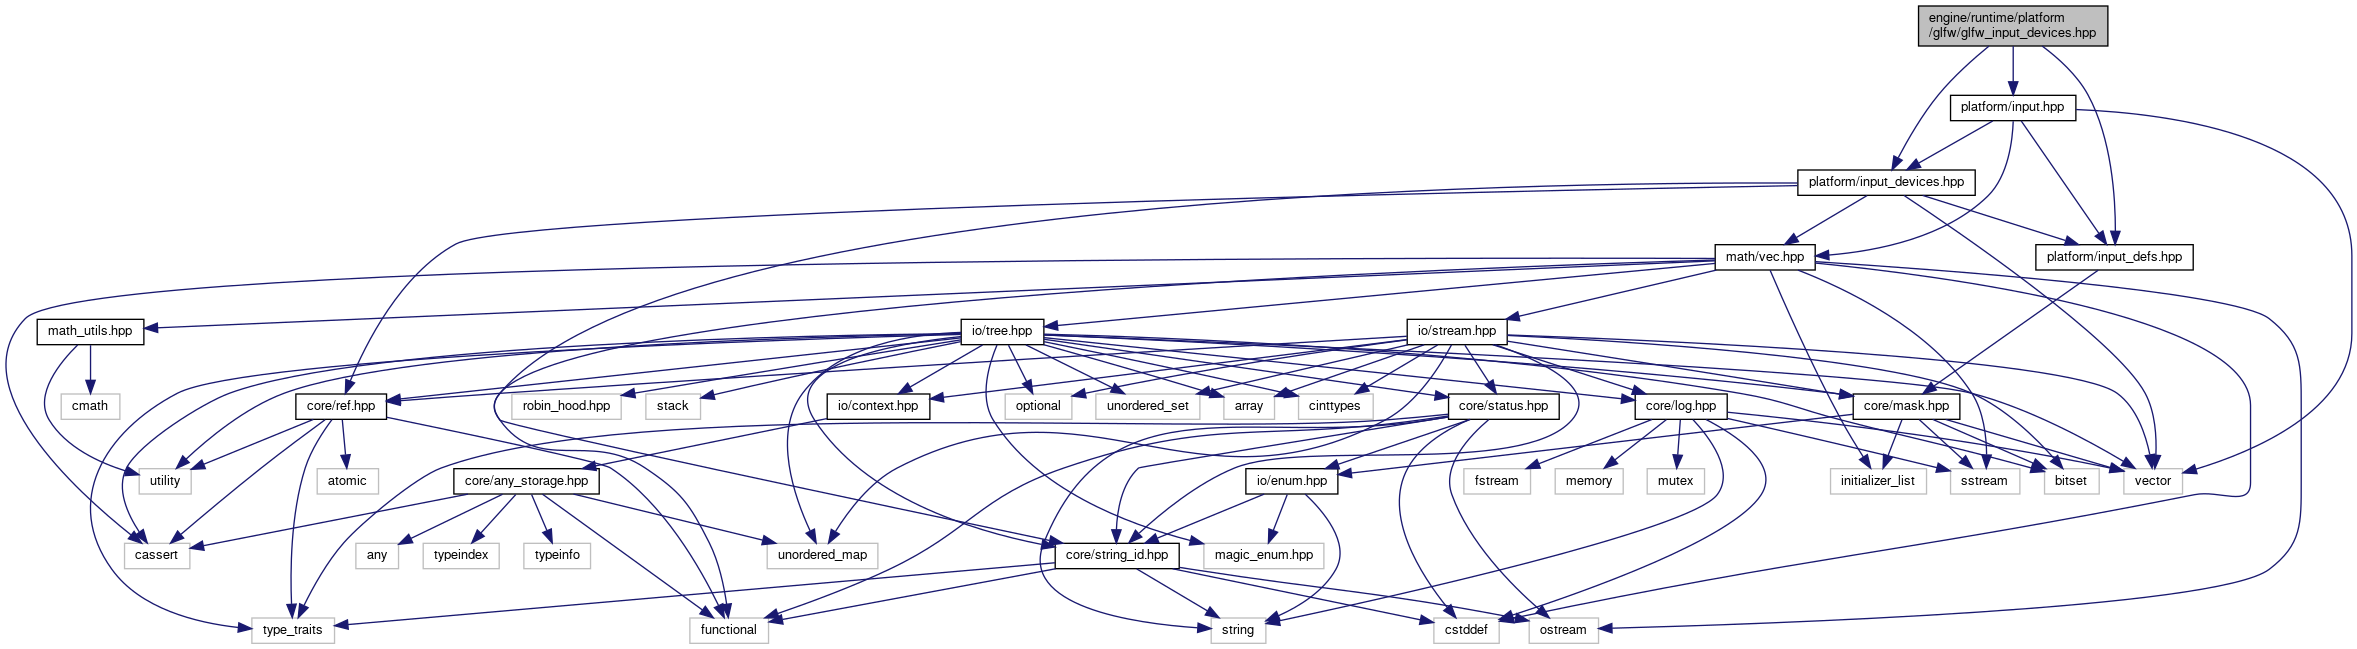 engine/runtime/platform
/glfw/glfw_input_devices.hpp
platform/input.hpp
platform/input_devices.hpp
math/vec.hpp
platform/input_defs.hpp
math_utils.hpp
io/tree.hpp
io/stream.hpp
cmath
core/ref.hpp
robin_hood.hpp
stack
io/context.hpp
optional
unordered_set
array
cinttypes
core/status.hpp
core/log.hpp
core/mask.hpp
utility
atomic
core/any_storage.hpp
io/enum.hpp
fstream
memory
mutex
initializer_list
sstream
bitset
vector
cassert
any
typeindex
typeinfo
unordered_map
core/string_id.hpp
magic_enum.hpp
type_traits
functional
string
cstddef
ostream